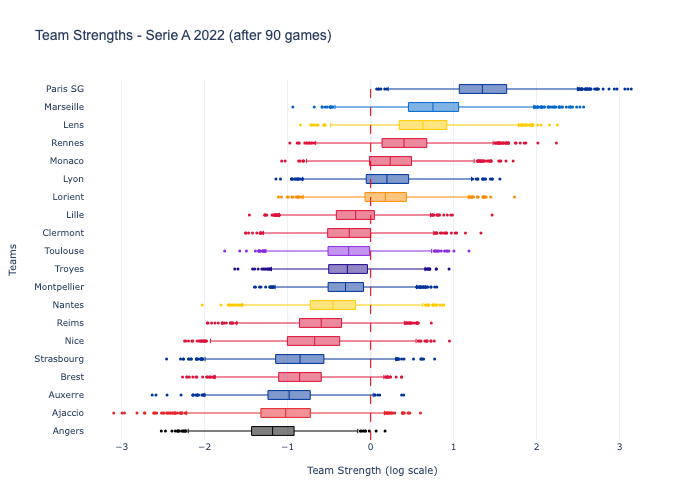 Team Strengths - Serie A 2022 (after 90 games)
Paris SG
Marseille
Lens
Rennes
Monaco
Lyon
Lorient
Lille
Clermont
Toulouse
Troyes
Montpellier
Nantes
Reims
Nice
Strasbourg
Brest
Auxerre
Ajaccio
Angers
Teams
−3 −2 −1 0 1 2 3
Team Strength (log scale)